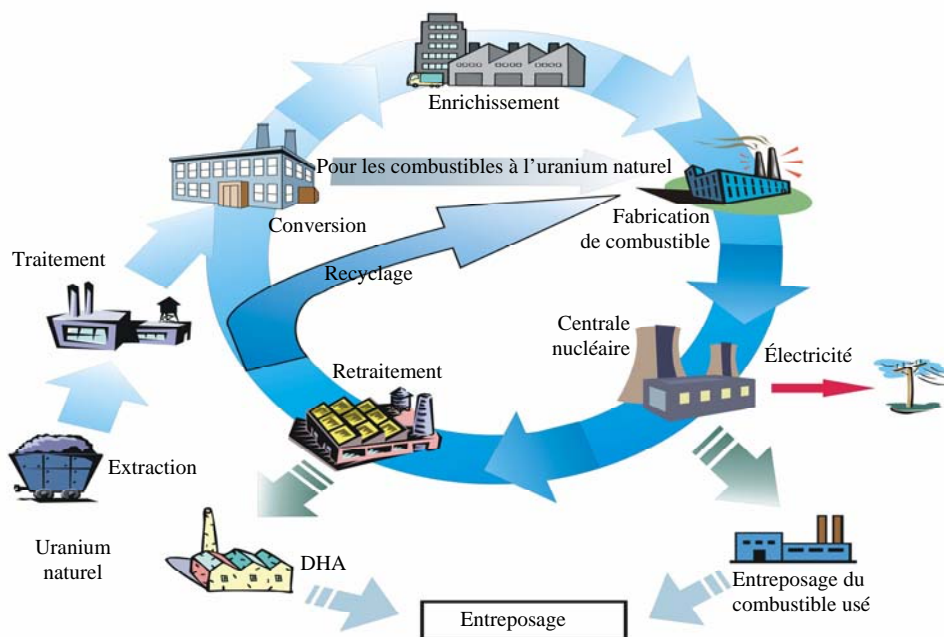 Enrichissement
Pour les combustibles à l’uranium naturel
Conversion
Fabrication
de combustible
Traitement
Recyclage
Centrale
nucléaire
Électricité
Retraitement
Extraction
Uranium
naturel
DHA
Entreposage du
combustible usé
Entreposage